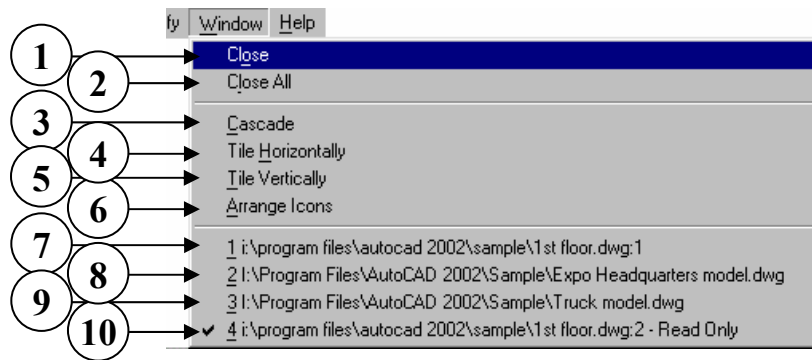 fy Window Help
1 Close
2 Close All
3 Cascade
4 Tile Horizontally
5 Tile Vertically
6 Arrange Icons
7 1 i:\program files\autocad 2002\sample\1st floor.dwg:1
8 2 I:\Program Files\AutoCAD 2002\Sample\Expo Headquarters model.dwg
9 3 I:\Program Files\AutoCAD 2002\Sample\Truck model.dwg
10 ✓ 4 i:\program files\autocad 2002\sample\1st floor.dwg:2 - Read Only